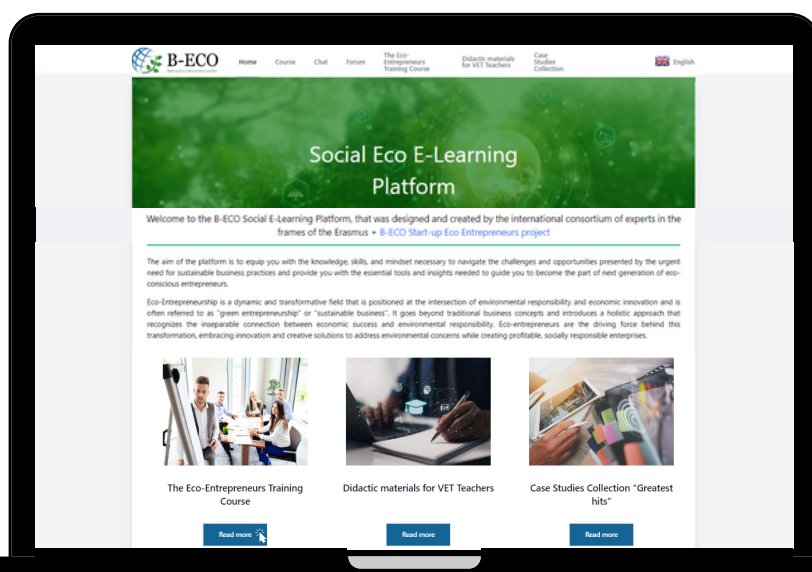 B-ECO
Home
Course
Chat
Forum
The Eco-
Entrepreneurs
Training Course
Didactic materials
for VET Teachers
Case
Studies
Collection
English
Social Eco E-Learning
Platform
Welcome to the B-ECO Social E-Learning Platform, that was designed and created by the international consortium of experts in the
frames of the Erasmus + B-ECO Start-up Eco Entrepreneurs project
The aim of the platform is to equip you with the knowledge, skills, and mindset necessary to navigate the challenges and opportunities presented by the urgent
need for sustainable business practices and provide you with the essential tools and insights needed to guide you to become the part of next generation of eco-
conscious entrepreneurs.
Eco-Entrepreneurship is a dynamic and transformative field that is positioned at the intersection of environmental responsibility and economic innovation and is
often referred to as "green entrepreneurship" or "sustainable business". It goes beyond traditional business concepts and introduces a holistic approach that
recognizes the inseparable connection between economic success and environmental responsibility. Eco-entrepreneurs are the driving force behind this
transformation, embracing innovation and creative solutions to address environmental concerns while creating profitable, socially responsible enterprises.
The Eco-Entrepreneurs Training
Course
Didactic materials for VET Teachers
Case Studies Collection "Greatest
hits"
Read more
Read more
Read more